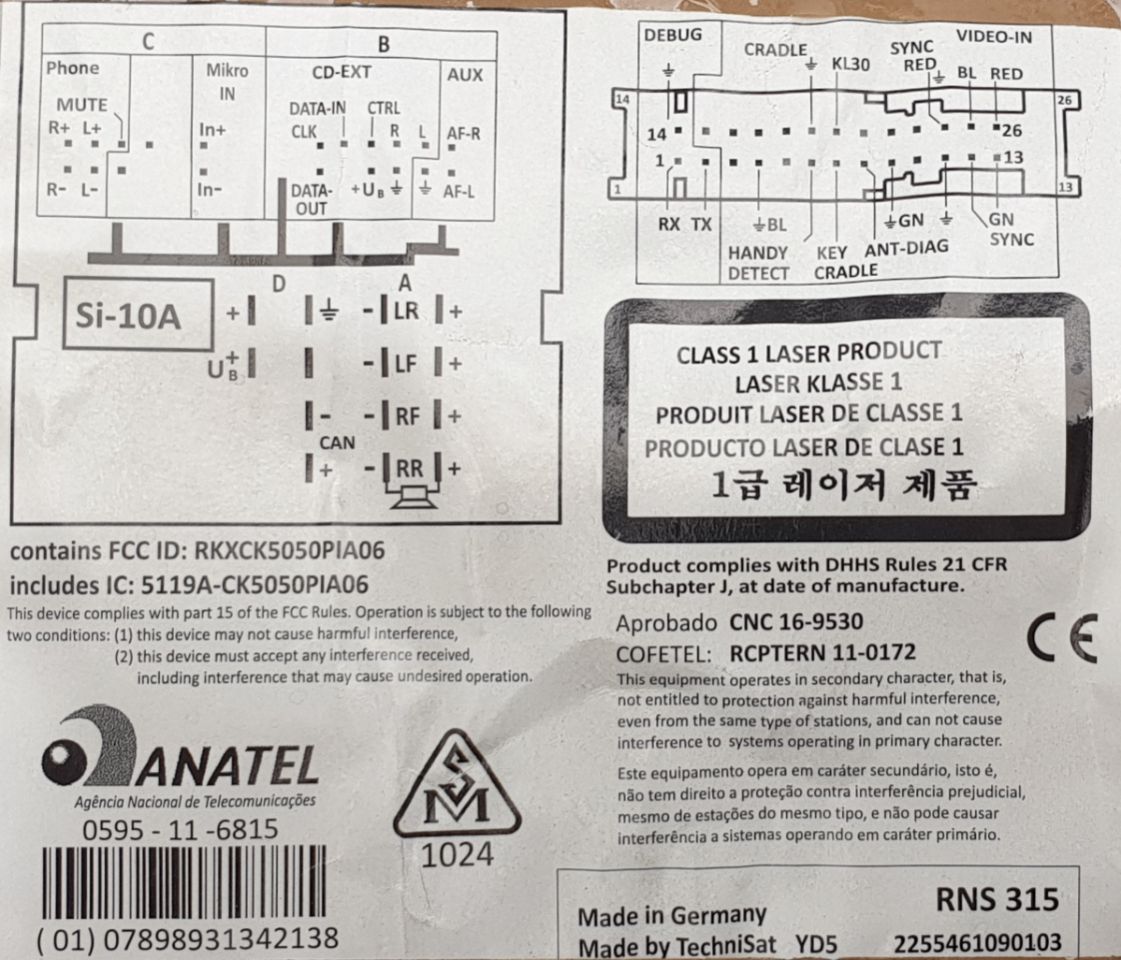 C B
Phone Mikro IN CD-EXT AUX
MUTE DATA-IN CTRL
R+ L+ In+ CLK R L AF-R
R- L- In- DATA-OUT +UB AF-L
D A
Si-10A + - LR +
U+B - LF +
- - RF +
CAN
+ - RR +
DEBUG CRADLE KL30 SYNC RED VIDEO-IN
BL RED
14 26
14 26
1 13
1 13
RX TX BL GN GN
HANDY DETECT KEY CRADLE ANT-DIAG SYNC
CLASS 1 LASER PRODUCT
LASER KLASSE 1
PRODUIT LASER DE CLASSE 1
PRODUCTO LASER DE CLASE 1
1급 레이저 제품
contains FCC ID: RKXCK5050PIA06
includes IC: 5119A-CK5050PIA06
This device complies with part 15 of the FCC Rules. Operation is subject to the following
two conditions: (1) this device may not cause harmful interference,
(2) this device must accept any interference received,
including interference that may cause undesired operation.
Product complies with DHHS Rules 21 CFR
Subchapter J, at date of manufacture.
Aprobado CNC 16-9530
COFETEL: RCPTERN 11-0172
CE
This equipment operates in secondary character, that is,
not entitled to protection against harmful interference,
even from the same type of stations, and can not cause
interference to systems operating in primary character.
Este equipamento opera em caráter secundário, isto é,
não tem direito a proteção contra interferência prejudicial,
mesmo de estações do mesmo tipo, e não pode causar
interferência a sistemas operando em caráter primário.
ANATEL
Agência Nacional de Telecomunicações
0595 - 11 -6815
(01) 07898931342138
S
M
1024
RNS 315
Made in Germany
Made by TechniSat YD5 2255461090103